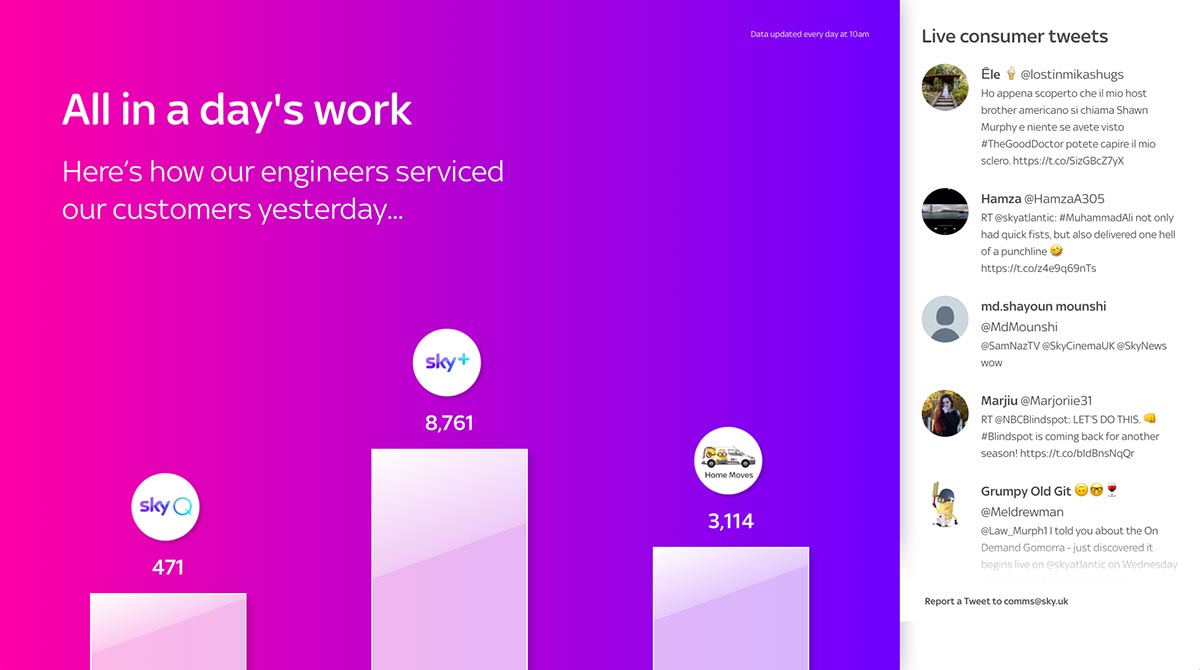 Data updated every day at 10am
All in a day's work
Here's how our engineers serviced
our customers yesterday...
sky+
8,761
Home Moves
3,114
sky Q
471
Live consumer tweets
Ēle 🍦 @lostinmikashugs
Ho appena scoperto che il mio host
brother americano si chiama Shawn
Murphy e niente se avete visto
#TheGoodDoctor potete capire il mio
sclero. https://t.co/SizGBcZ7yX
Hamza @HamzaA305
RT @skyatlantic: #MuhammadAli not only
had quick fists, but also delivered one hell
of a punchline 🤣
https://t.co/z4e9q69nTs
md.shayoun mounshi
@MdMounshi
@SamNazTV @SkyCinemaUK @SkyNews
wow
Marjiu @Marjoriie31
RT @NBCBlindspot: LET'S DO THIS. 👊
#Blindspot is coming back for another
season! https://t.co/bIdBnsNqQr
Grumpy Old Git 🙃🤓🍷
@Meldrewman
@Law_Murph1 I told you about the On
Demand Gomorra - just discovered it
begins live on @skyatlantic on Wednesday
Report a Tweet to comms@sky.uk